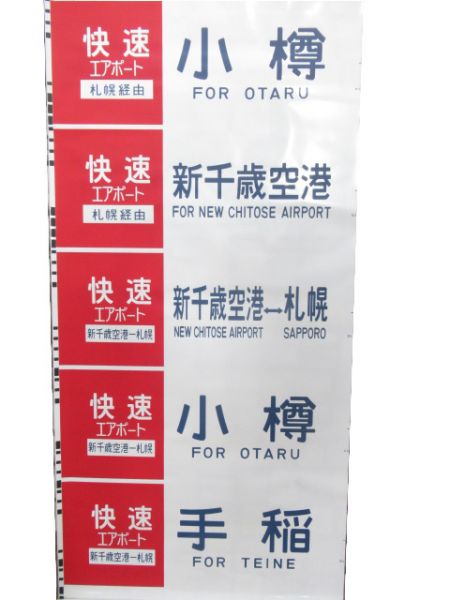 快速
エアポート
札幌経由
小樽
FOR OTARU
快速
エアポート
札幌経由
新千歳空港
FOR NEW CHITOSE AIRPORT
快速
エアポート
新千歳空港ー札幌
新千歳空港↔札幌
NEW CHITOSE AIRPORT SAPPORO
快速
エアポート
新千歳空港ー札幌
小樽
FOR OTARU
快速
エアポート
新千歳空港ー札幌
手稲
FOR TEINE